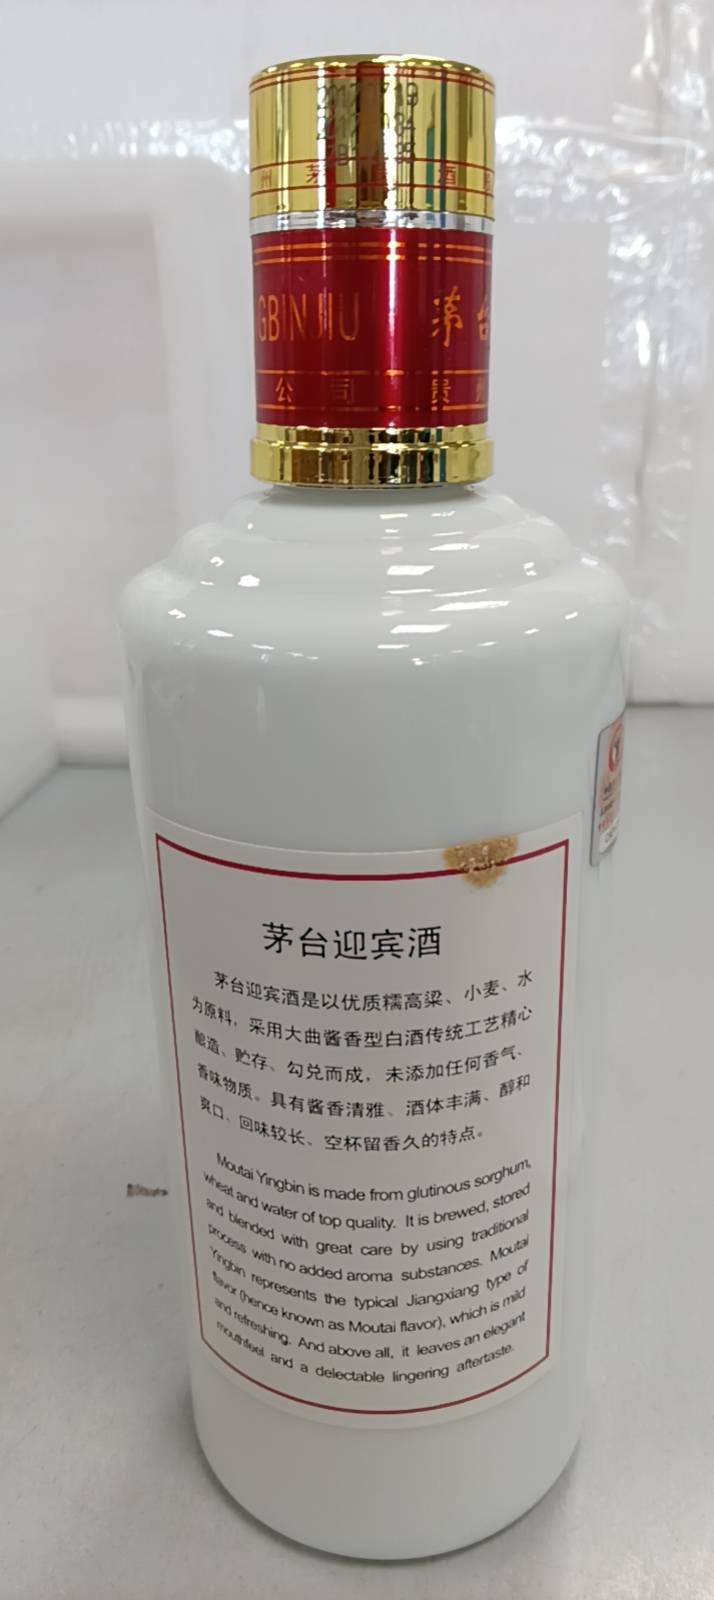 州 茅 酒
GBINJIU 茅台
公司 贵州
茅台迎宾酒
茅台迎宾酒是以优质糯高粱、小麦、水
为原料，采用大曲酱香型白酒传统工艺精心
酿造、贮存、勾兑而成，未添加任何香气、
香味物质。具有酱香清雅、酒体丰满、醇和
爽口、回味较长、空杯留香久的特点。
Moutai Yingbin is made from glutinous sorghum,
wheat and water of top quality. It is brewed, stored
and blended with great care by using traditional
process with no added aroma substances. Moutai
Yingbin represents the typical Jiangxiang type of
flavor (hence known as Moutai flavor), which is mild
and refreshing. And above all, it leaves an elegant
mouthfeel and a delectable lingering aftertaste.